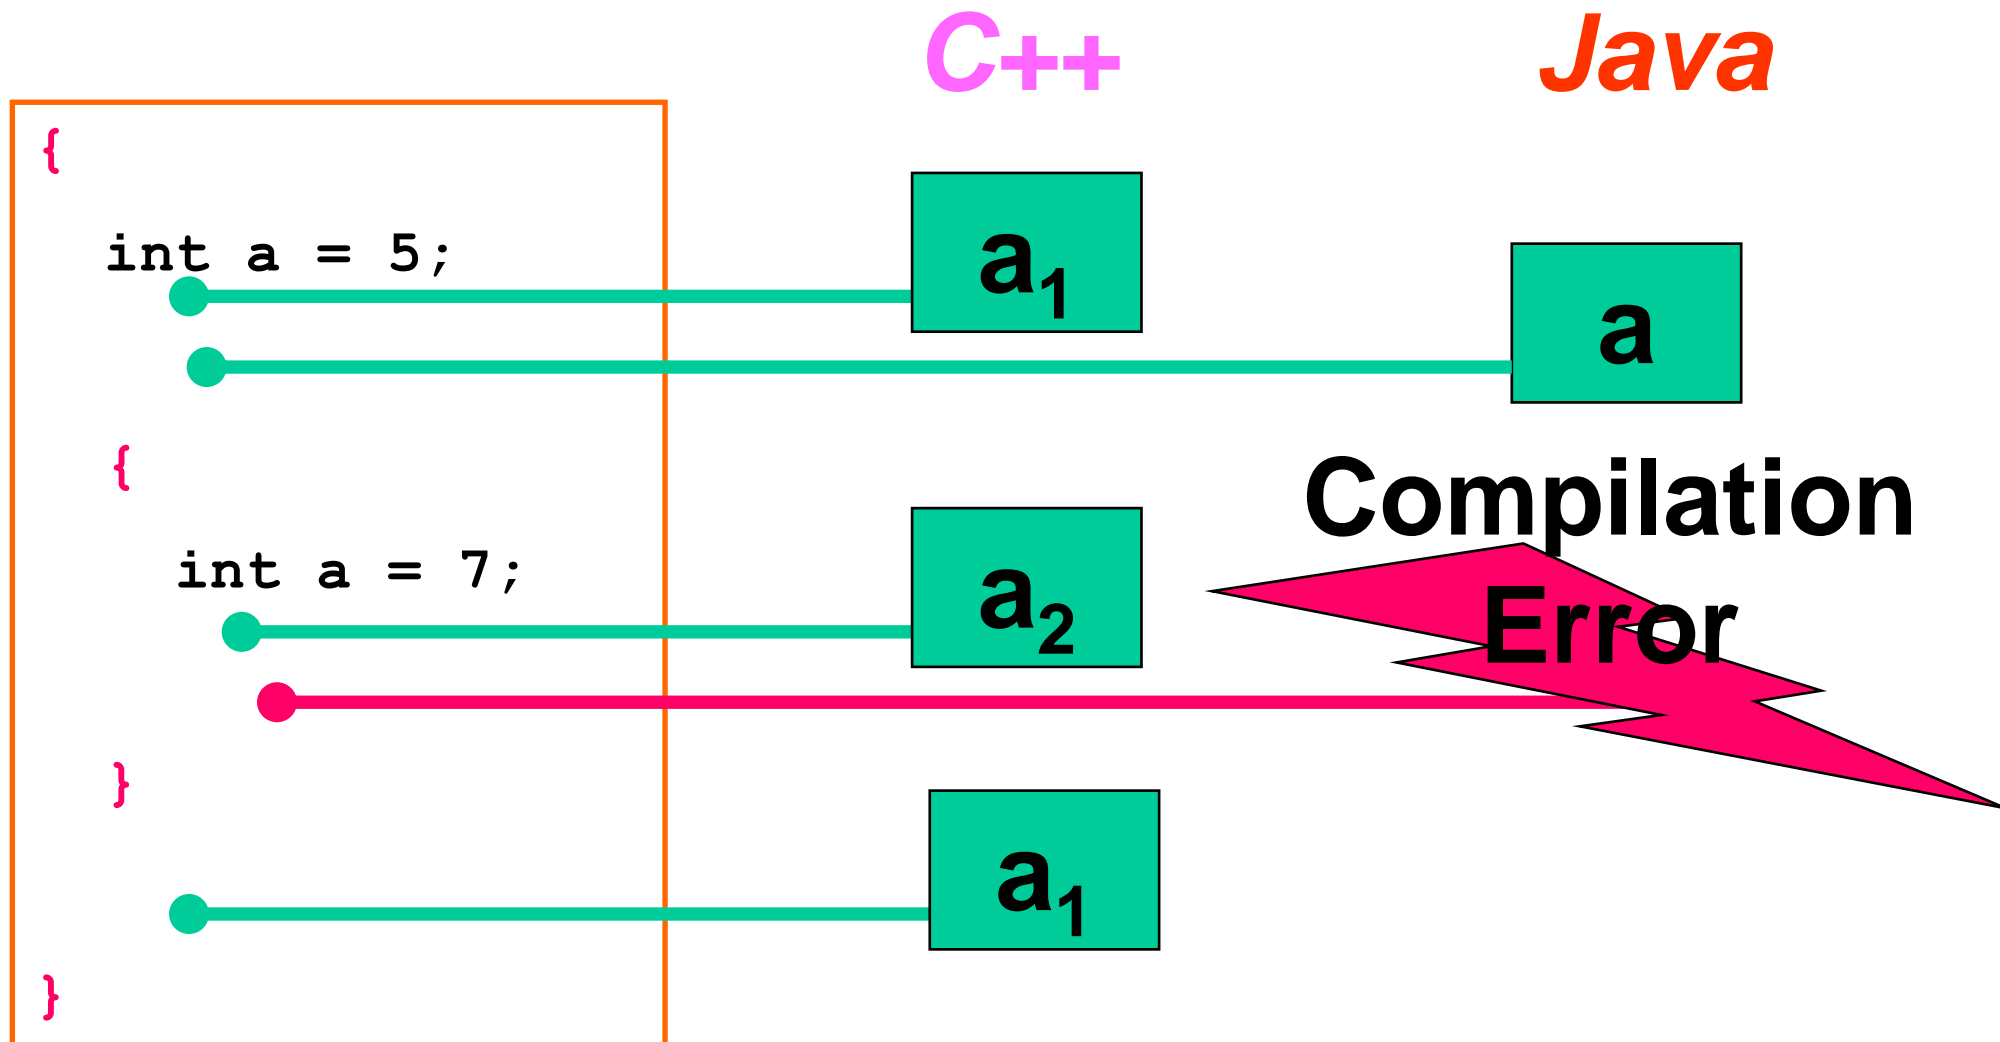 C++ Java
{
int a = 5;
a1
a
{
Compilation
int a = 7;
a2
Error
}
a1
}